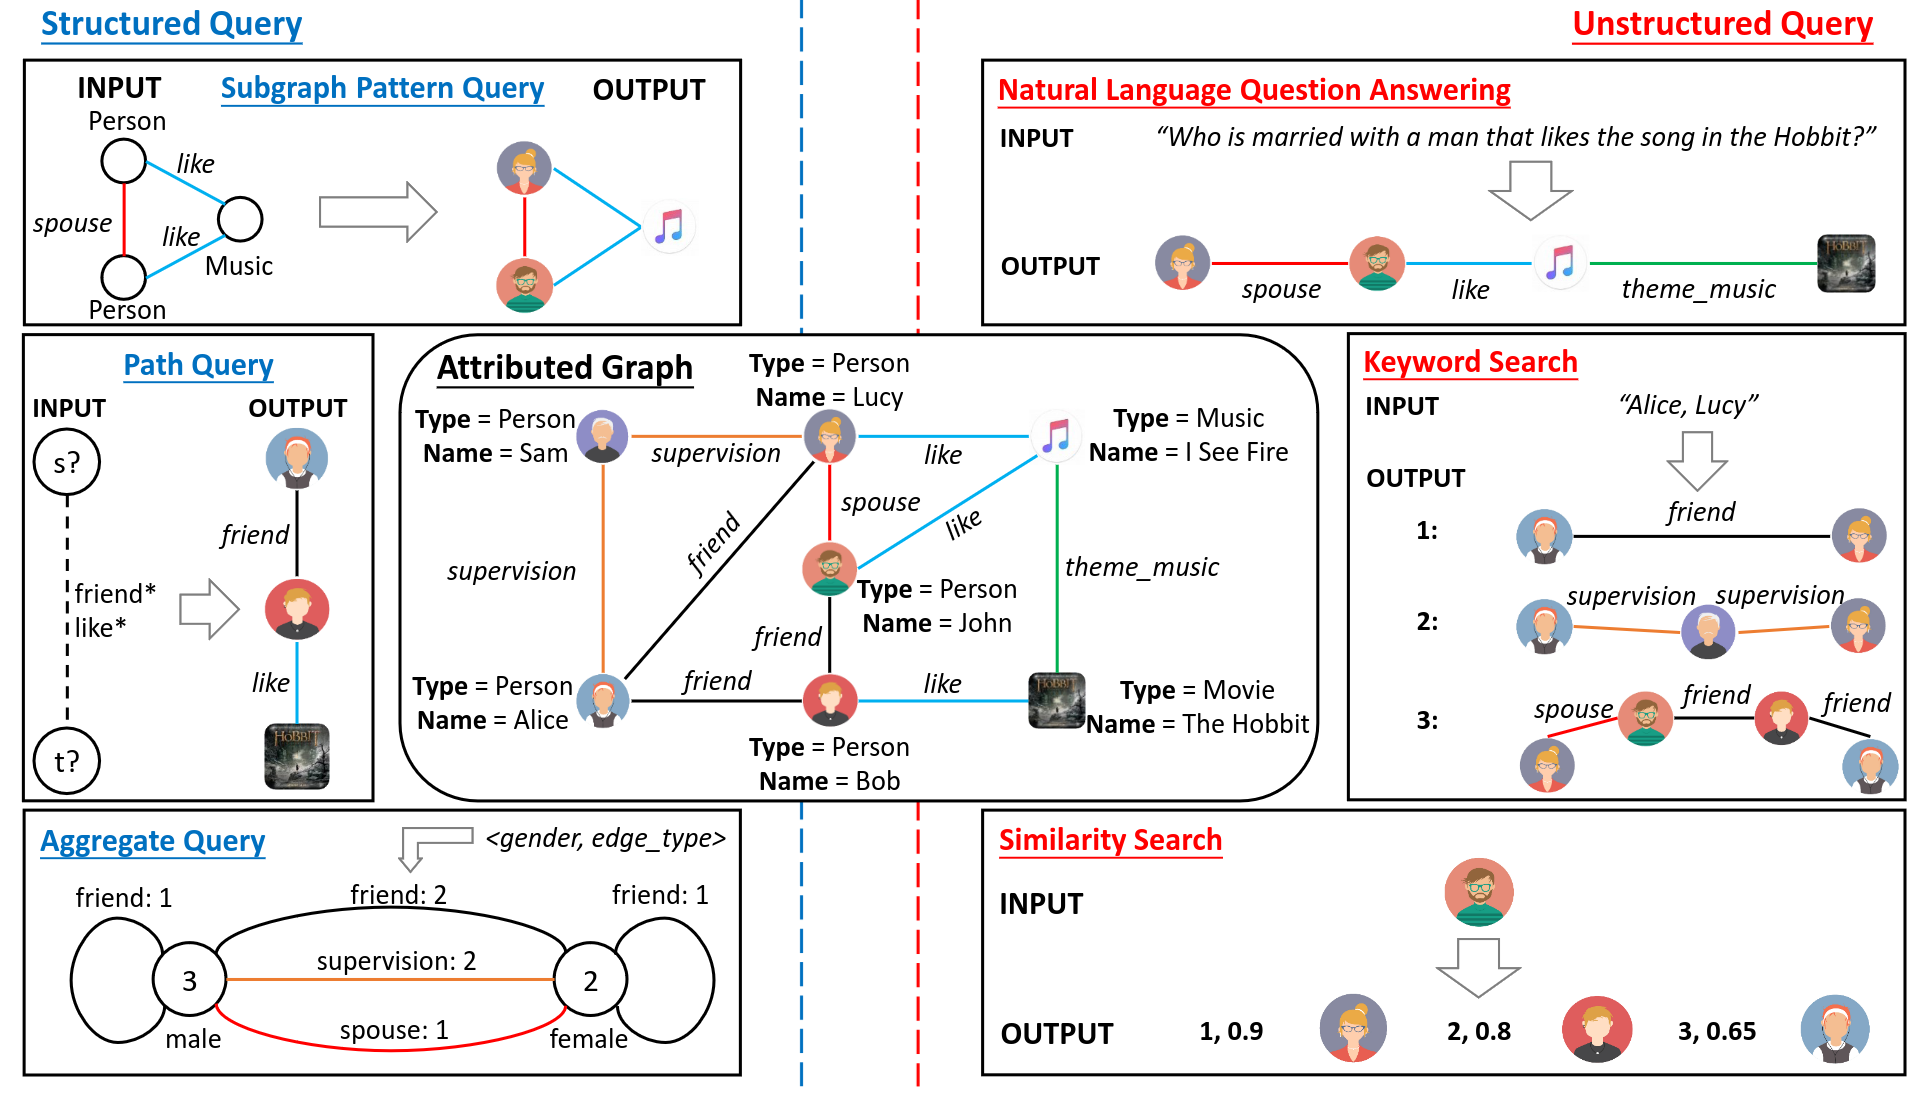 Structured Query
Unstructured Query
INPUT
Subgraph Pattern Query
OUTPUT
Person
like
spouse
like
Music
Person
Natural Language Question Answering
INPUT
“Who is married with a man that likes the song in the Hobbit?”
OUTPUT
spouse
like
theme_music
HOBBIT
Path Query
INPUT
OUTPUT
s?
friend
friend*
like*
like
t?
HOBBIT
Attributed Graph
Type = Person
Name = Lucy
Type = Person
Name = Sam
supervision
like
Type = Music
Name = I See Fire
spouse
like
friend
supervision
theme_music
Type = Person
Name = John
friend
Type = Person
Name = Alice
friend
like
HOBBIT
Type = Movie
Name = The Hobbit
Type = Person
Name = Bob
Keyword Search
INPUT
“Alice, Lucy”
OUTPUT
1:
friend
2:
supervision
supervision
3:
spouse
friend
friend
Aggregate Query
<gender, edge_type>
friend: 1
friend: 2
friend: 1
3
supervision: 2
2
male
spouse: 1
female
Similarity Search
INPUT
OUTPUT
1, 0.9
2, 0.8
3, 0.65